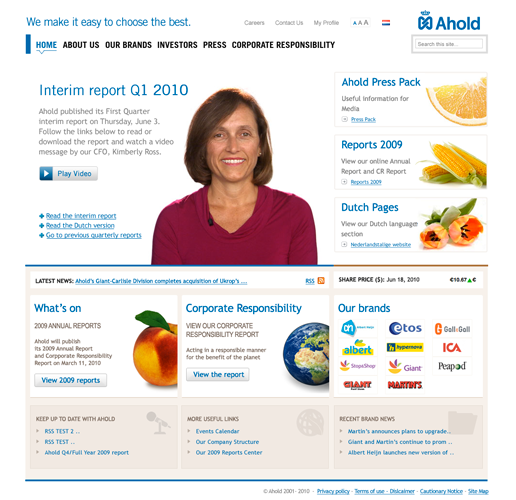 We make it easy to choose the best.
Careers Contact Us My Profile A A A
Ahold
HOME ABOUT US OUR BRANDS INVESTORS PRESS CORPORATE RESPONSIBILITY
Search this site ..
Interim report Q1 2010
Ahold published its First Quarter
interim report on Thursday, June 3.
Follow the links below to read or
download the report and watch a video
message by our CFO, Kimberly Ross.
Play Video
Read the interim report
Read the Dutch version
Go to previous quarterly reports
Ahold Press Pack
Useful Information for
Media
Press Pack
Reports 2009
View our online Annual
Report and CR Report
Reports 2009
Dutch Pages
View our Dutch language
section
Nederlandstalige website
LATEST NEWS: Ahold's Giant-Carlisle Division completes acquisition of Ukrop's ...
RSS
SHARE PRICE ($): Jun 18, 2010 €10.67 €
What's on
2009 ANNUAL REPORTS
Ahold will publish
its 2009 Annual Report
and Corporate Responsibility
Report on March 11, 2010
View 2009 reports
Corporate Responsibility
VIEW OUR CORPORATE
RESPONSIBILITY REPORT
Acting in a responsible manner
for the benefit of the planet
View the report
Our brands
Albert Heijn etos Gall&Gall
albert hypernova ICA
Stop&Shop Giant Peapod
GIANT MARTIN'S
KEEP UP TO DATE WITH AHOLD
RSS TEST 2 ..
RSS TEST ..
Ahold Q4/Full Year 2009 report
MORE USEFUL LINKS
Events Calendar
Our Company Structure
Our 2009 Reports Center
RECENT BRAND NEWS
Martin's announces plans to upgrade..
Giant and Martin's continue to prom ..
Albert Heijn launches new version of ..
© Ahold 2001- 2010 - Privacy policy - Terms of use - Dislcaimer - Cautionary Notice - Site Map